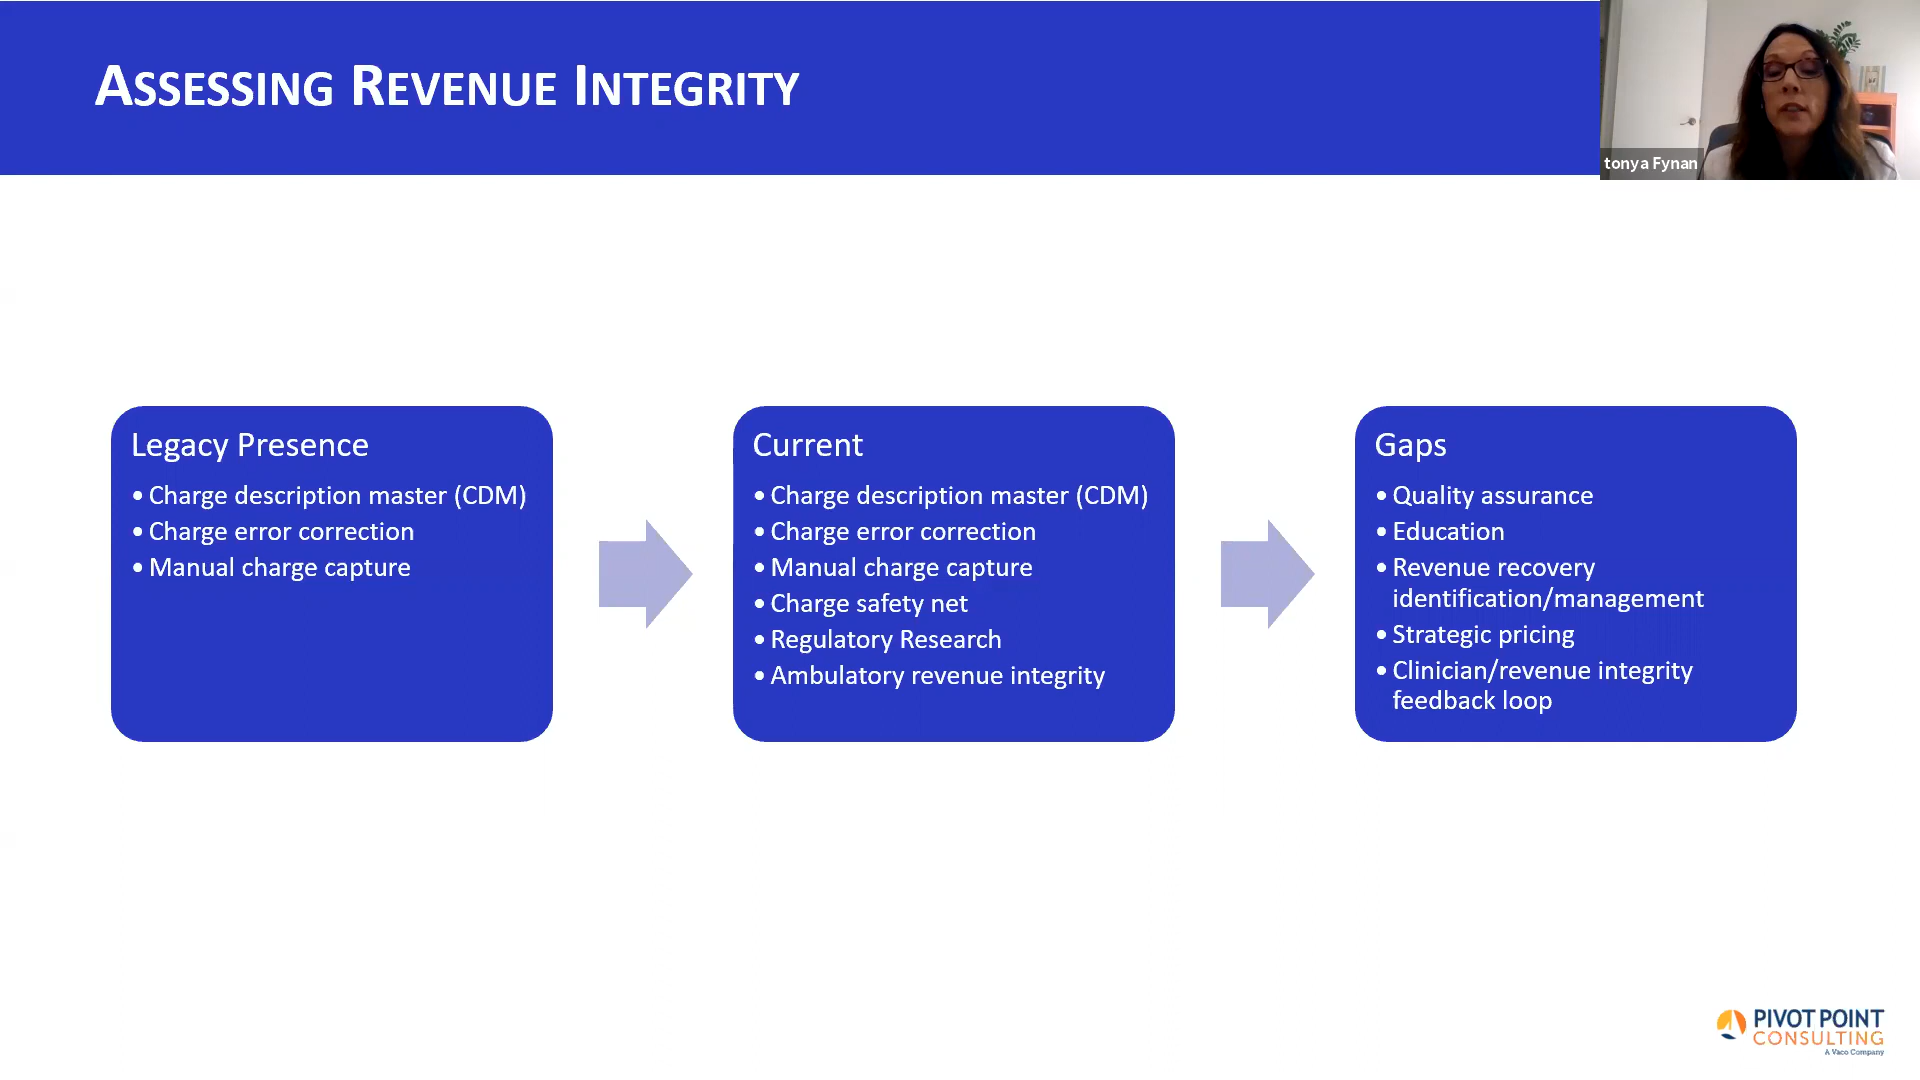 ASSESSING REVENUE INTEGRITY
tonya Fynan
Legacy Presence
• Charge description master (CDM)
• Charge error correction
• Manual charge capture
Current
• Charge description master (CDM)
• Charge error correction
• Manual charge capture
• Charge safety net
• Regulatory Research
• Ambulatory revenue integrity
Gaps
• Quality assurance
• Education
• Revenue recovery
identification/management
• Strategic pricing
• Clinician/revenue integrity
feedback loop
PIVOT POINT
CONSULTING
A Vaco Company